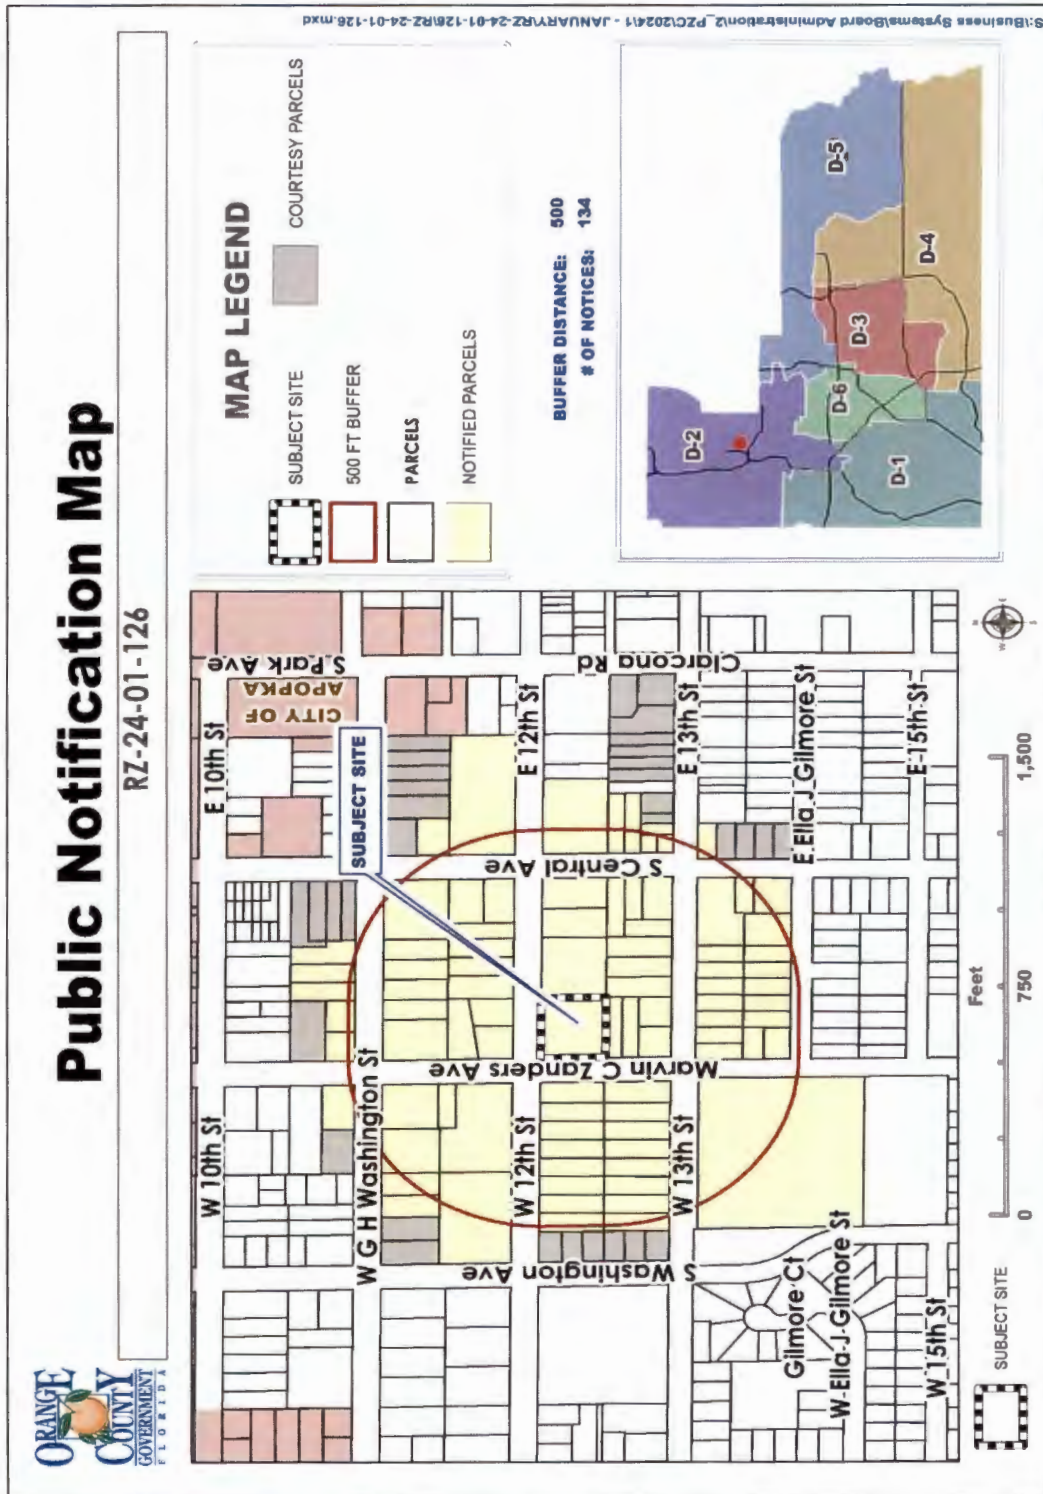 Public Notification Map
RZ-24-01-126
ORANGE
COUNTY
GOVERNMENT
FLORIDA
MAP LEGEND
SUBJECT SITE
500 FT BUFFER
PARCELS
NOTIFIED PARCELS
COURTESY PARCELS
BUFFER DISTANCE: 500
# OF NOTICES: 134
D-2
D-5
D-6
D-3
D-4
D-1
W 10th St
E 10th St
CITY OF
APOPKA
S Park Ave
SUBJECT SITE
W G H Washington St
W 12th St
E 12th St
Marvin C Zanders Ave
S Central Ave
Clarcona Rd
S Washington Ave
W 13th St
E 13th St
Gilmore Ct
W Ella J Gilmore St
E Ella J Gilmore St
W 15th St
E 15th St
SUBJECT SITE
Feet
0 750 1,500
N
W
E
S
S:\Business Systems\Board Administration\2_PZC\2024\1 - JANUARY\RZ-24-01-126\RZ-24-01-126.mxd